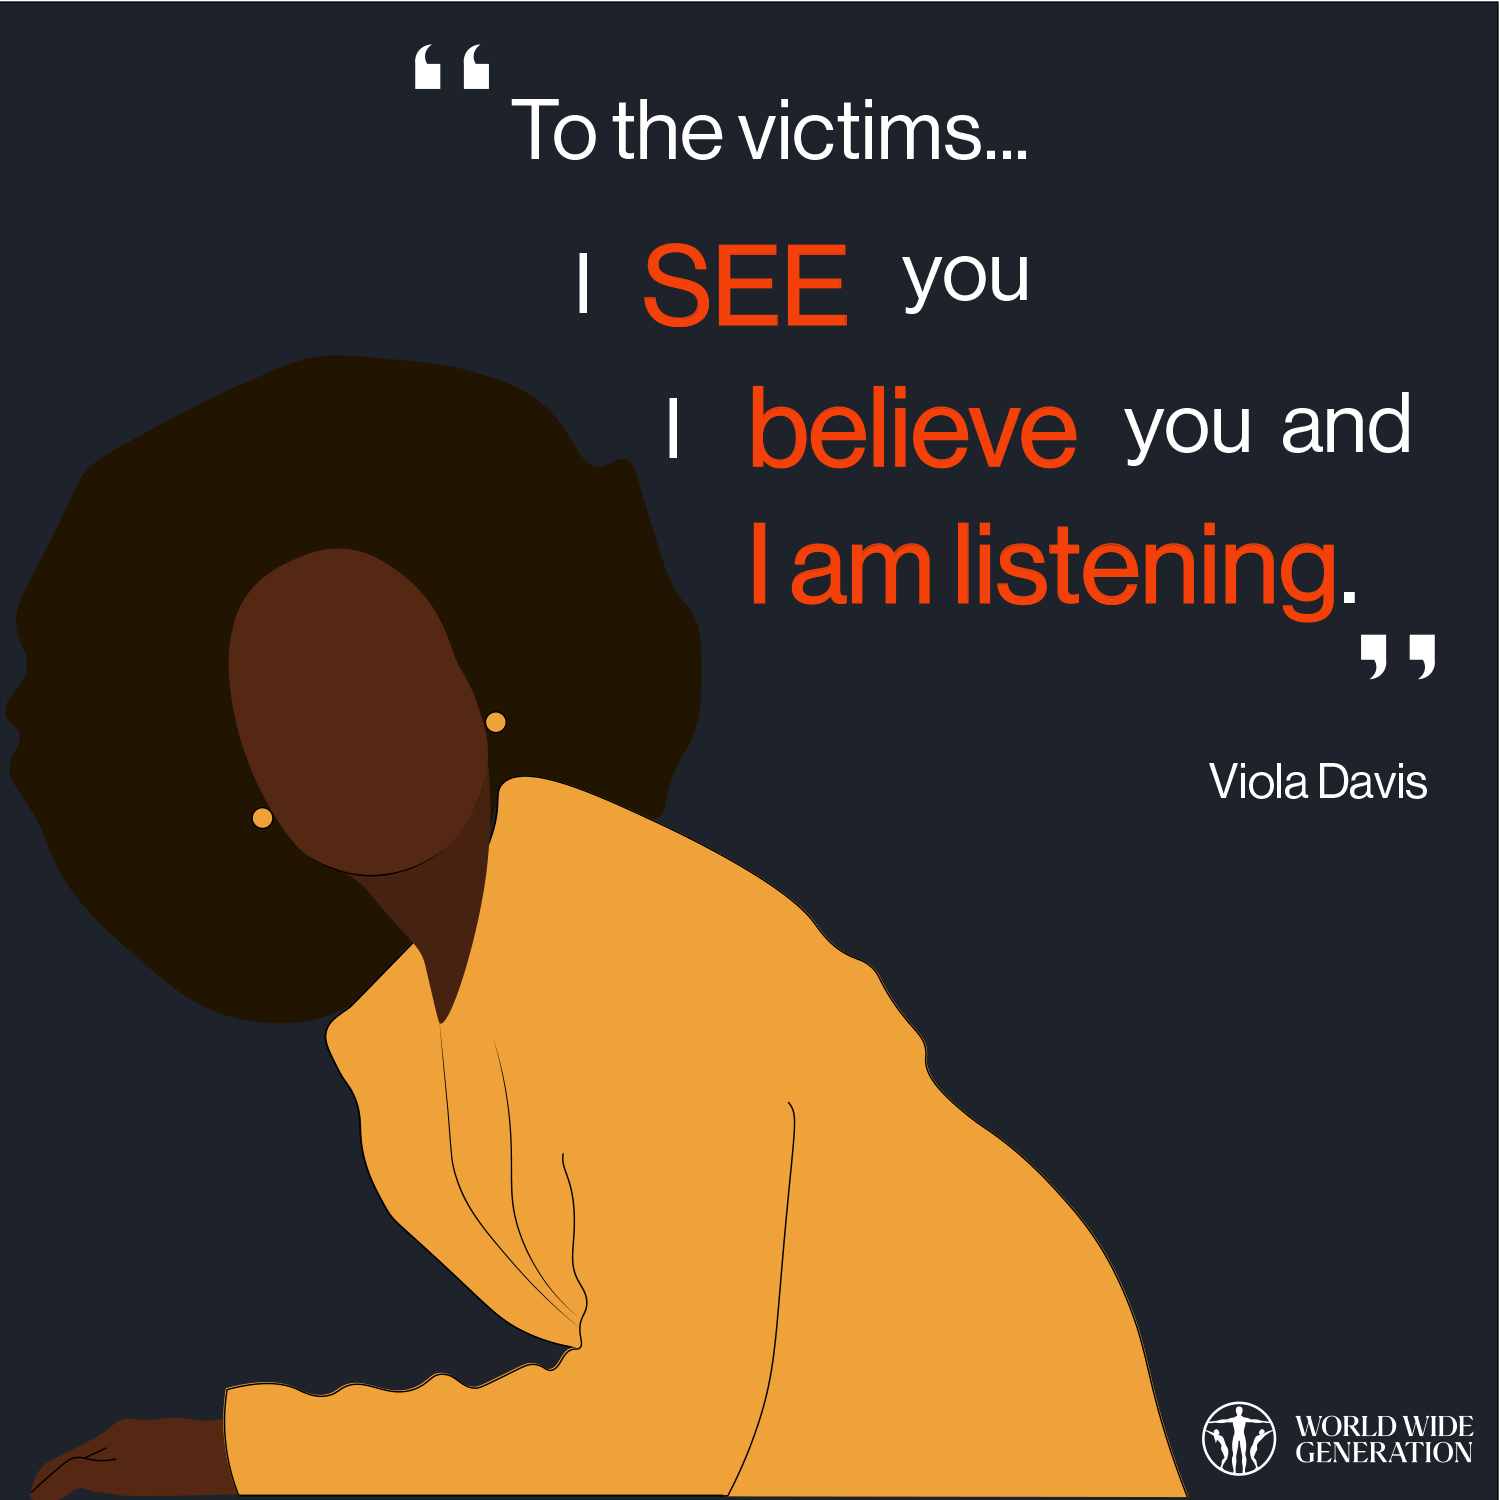 “To the victims...
I SEE you
I believe you and
I am listening.”
Viola Davis
WORLD WIDE
GENERATION